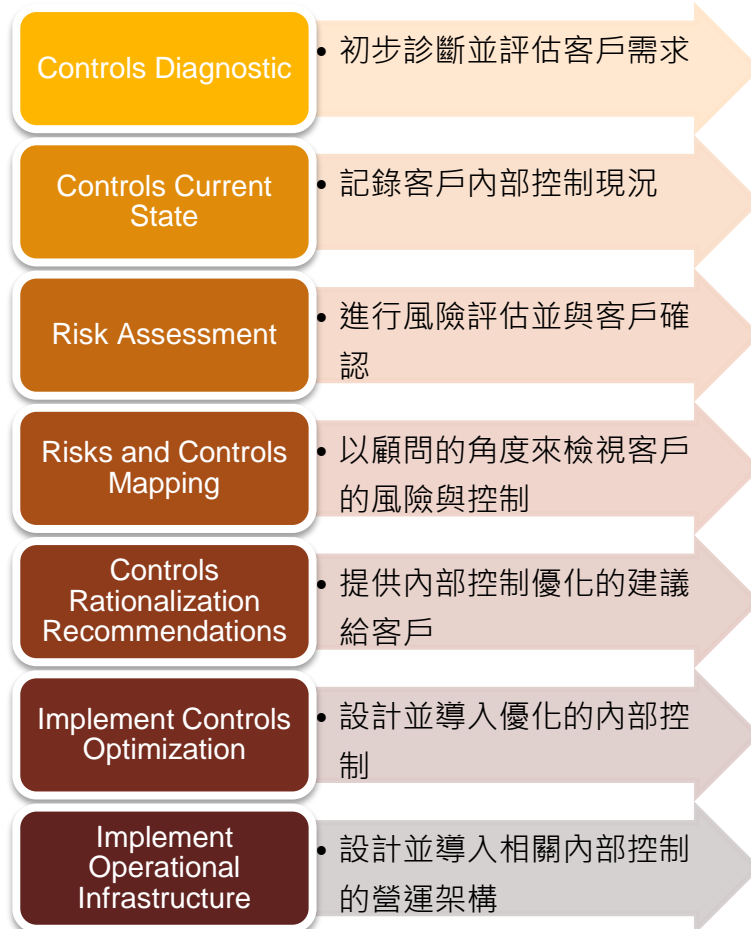 Controls Diagnostic
• 初步診斷並評估客戶需求
Controls Current
State
• 記錄客戶內部控制現況
Risk Assessment
• 進行風險評估並與客戶確
認
Risks and Controls
Mapping
• 以顧問的角度來檢視客戶
的風險與控制
Controls
Rationalization
Recommendations
• 提供內部控制優化的建議
給客戶
Implement Controls
Optimization
• 設計並導入優化的內部控
制
Implement
Operational
Infrastructure
• 設計並導入相關內部控制
的營運架構